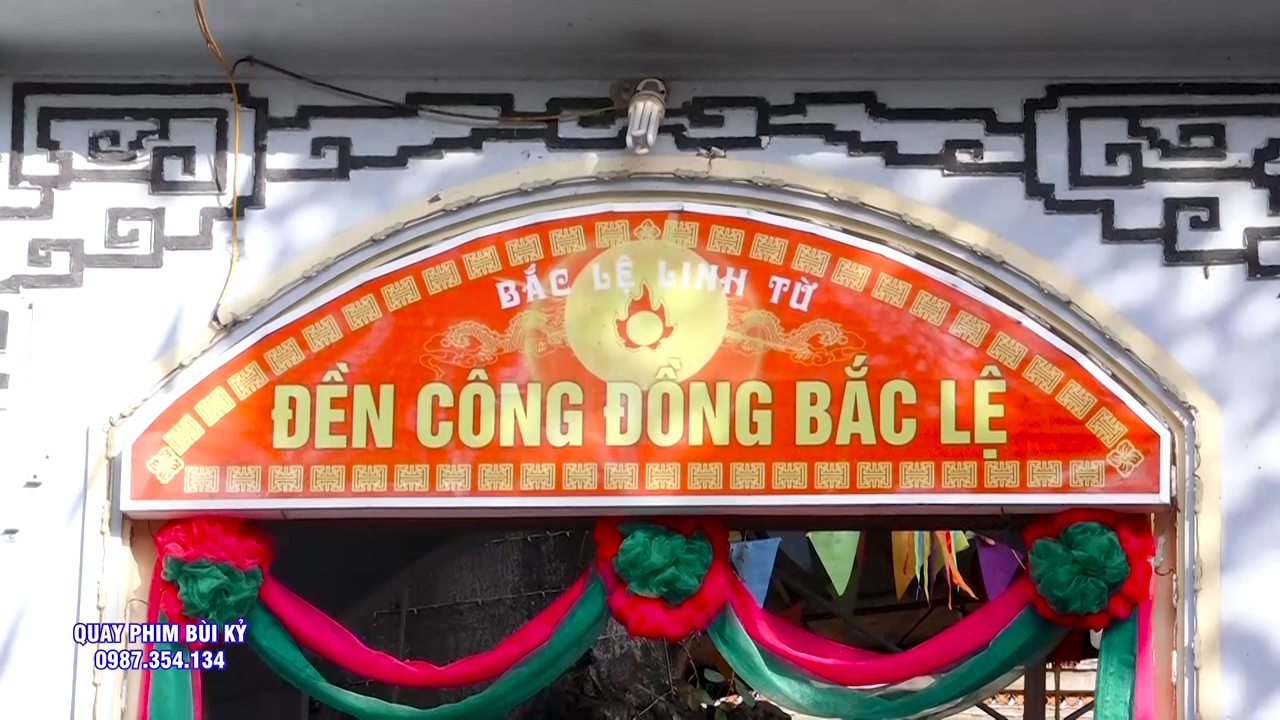 BẮC LỆ LINH TỪ
ĐỀN CÔNG ĐỒNG BẮC LỆ
QUAY PHIM BÙI KỶ
0987.354.134